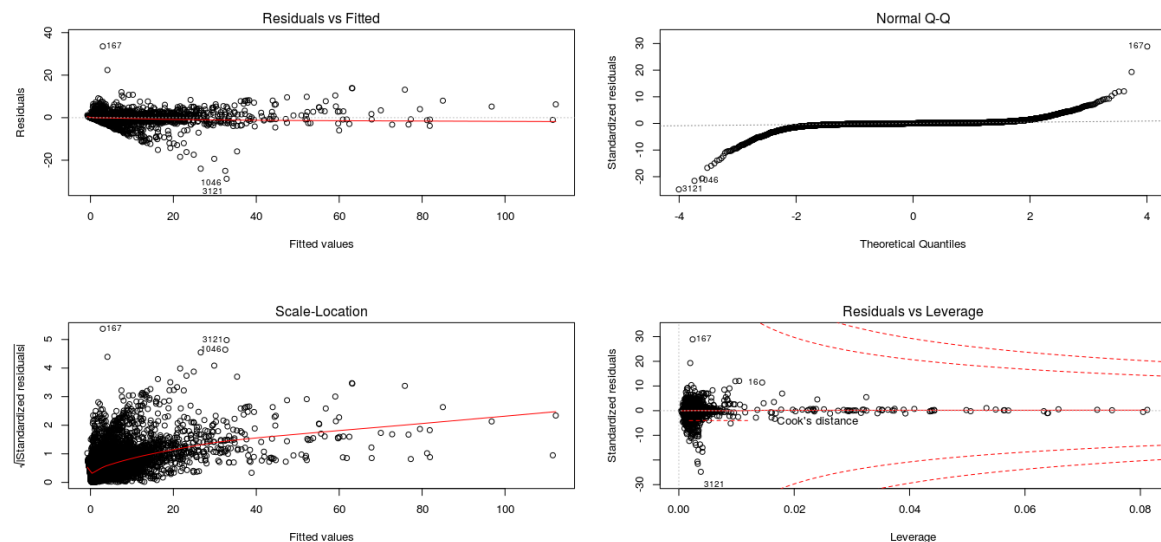 Residuals vs Fitted
Residuals
40
20
0
-20
167
1046
3121
0 20 40 60 80 100
Fitted values
Normal Q-Q
Standardized residuals
30
20
10
0
-10
-20
167
1046
3121
-4 -2 0 2 4
Theoretical Quantiles
Scale-Location
√|Standardized residuals|
5
4
3
2
1
0
167
3121
1046
0 20 40 60 80 100
Fitted values
Residuals vs Leverage
Standardized residuals
30
20
10
0
-10
-30
167
16
Cook's distance
3121
0.00 0.02 0.04 0.06 0.08
Leverage